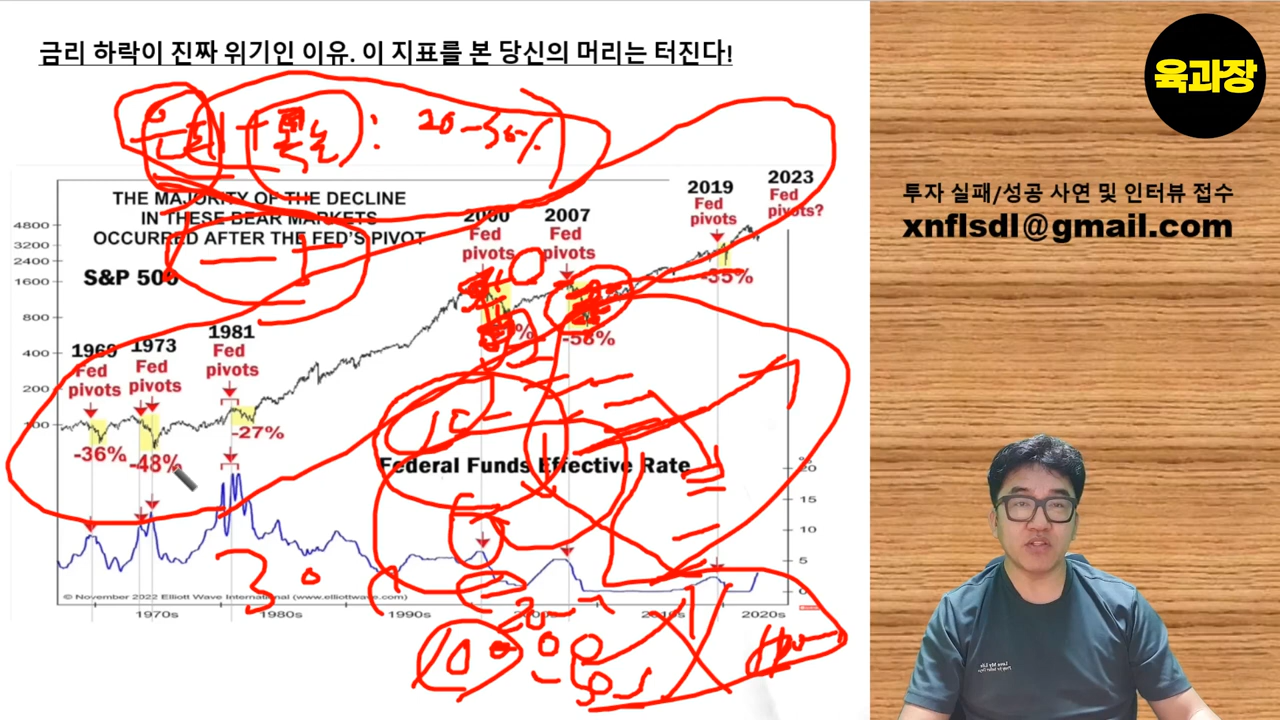 금리 하락이 진짜 위기인 이유. 이 지표를 본 당신의 머리는 터진다!
육과장
투자 실패/성공 사연 및 인터뷰 접수
xnflsdl@gmail.com
THE MAJORITY OF THE DECLINE
IN THESE BEAR MARKETS
OCCURRED AFTER THE FED'S PIVOT
S&P 500
4800
3200
2400
1600
800
400
200
100
1969
Fed
pivots
1973
Fed
pivots
1981
Fed
pivots
2000
Fed
pivots
2007
Fed
pivots
2019
Fed
pivots
2023
Fed
pivots?
-36%
-48%
-27%
-58%
-35%
Federal Funds Effective Rate
20
15
10
5
0
© November 2022 Elliott Wave International (www.elliottwave.com)
1970s
1980s
1990s
2000s
2010s
2020s